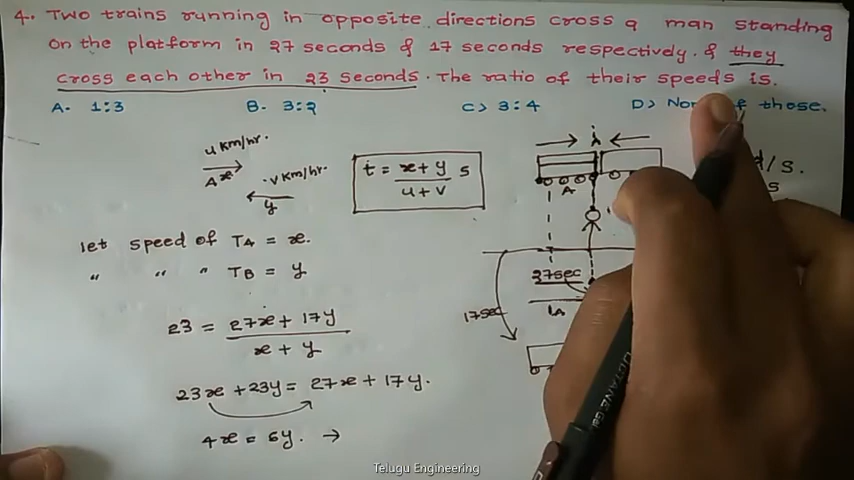 4. Two trains running in opposite directions cross a man standing
on the platform in 27 seconds & 17 seconds respectively. & they
cross each other in 23 seconds. The ratio of their speeds is.
A. 1:3 B. 3:2 C> 3:4 D> Non f those.
u Km/hr. A x
v Km/hr. y
t = x+y / u+v s
A
d/s.
s
let speed of TA = x.
" " " TB = y
27sec
17sec
lA
23 = 27x + 17y / x + y
23x + 23y = 27x + 17y.
4x = 6y. →
Telugu Engineering